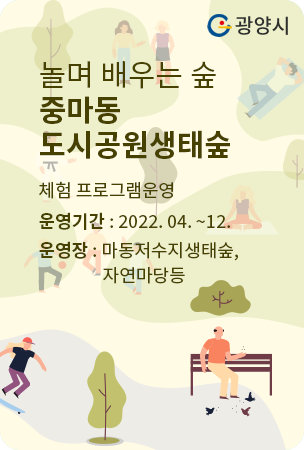 광양시
놀며 배우는 숲
중마동
도시공원생태숲
체험 프로그램운영
운영기간 : 2022. 04. ~12.
운영장 : 마동저수지생태숲,
자연마당등